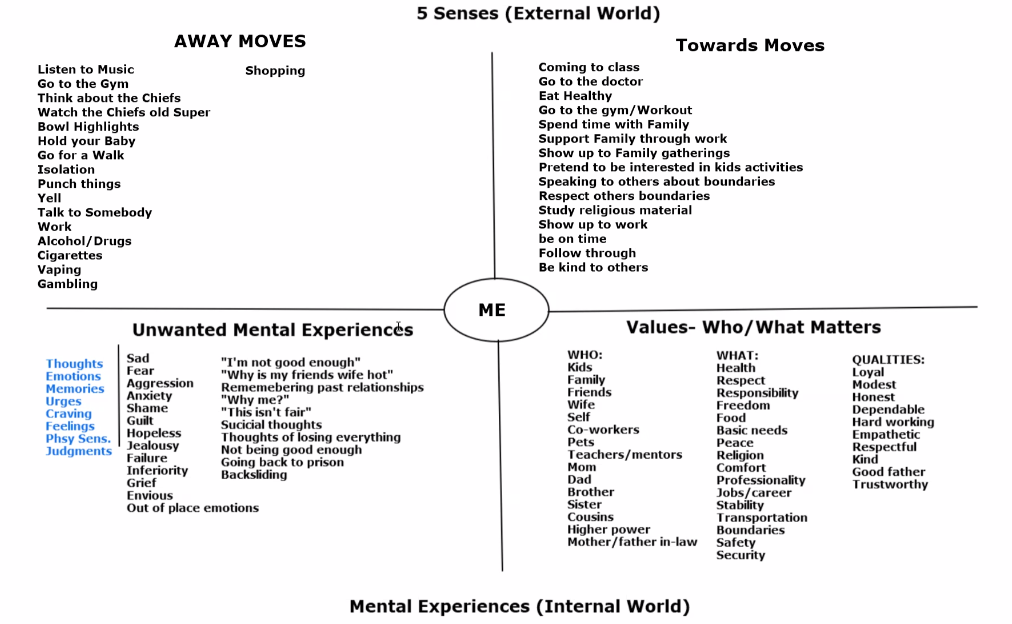 5 Senses (External World)
AWAY MOVES
Listen to Music
Go to the Gym
Think about the Chiefs
Watch the Chiefs old Super
Bowl Highlights
Hold your Baby
Go for a Walk
Isolation
Punch things
Yell
Talk to Somebody
Work
Alcohol/Drugs
Cigarettes
Vaping
Gambling
Shopping
Towards Moves
Coming to class
Go to the doctor
Eat Healthy
Go to the gym/Workout
Spend time with Family
Support Family through work
Show up to Family gatherings
Pretend to be interested in kids activities
Speaking to others about boundaries
Respect others boundaries
Study religious material
Show up to work
be on time
Follow through
Be kind to others
ME
Unwanted Mental Experiences
Thoughts
Emotions
Memories
Urges
Craving
Feelings
Phsy Sens.
Judgments
Sad
Fear
Aggression
Anxiety
Shame
Guilt
Hopeless
Jealousy
Failure
Inferiority
Grief
Envious
Out of place emotions
"I'm not good enough"
"Why is my friends wife hot"
Rememebering past relationships
"Why me?"
"This isn't fair"
Sucicial thoughts
Thoughts of losing everything
Not being good enough
Going back to prison
Backsliding
Values- Who/What Matters
WHO:
Kids
Family
Friends
Wife
Self
Co-workers
Pets
Teachers/mentors
Mom
Dad
Brother
Sister
Cousins
Higher power
Mother/father in-law
WHAT:
Health
Respect
Responsibility
Freedom
Food
Basic needs
Peace
Religion
Comfort
Professionality
Jobs/career
Stability
Transportation
Boundaries
Safety
Security
QUALITIES:
Loyal
Modest
Honest
Dependable
Hard working
Empathetic
Respectful
Kind
Good father
Trustworthy
Mental Experiences (Internal World)